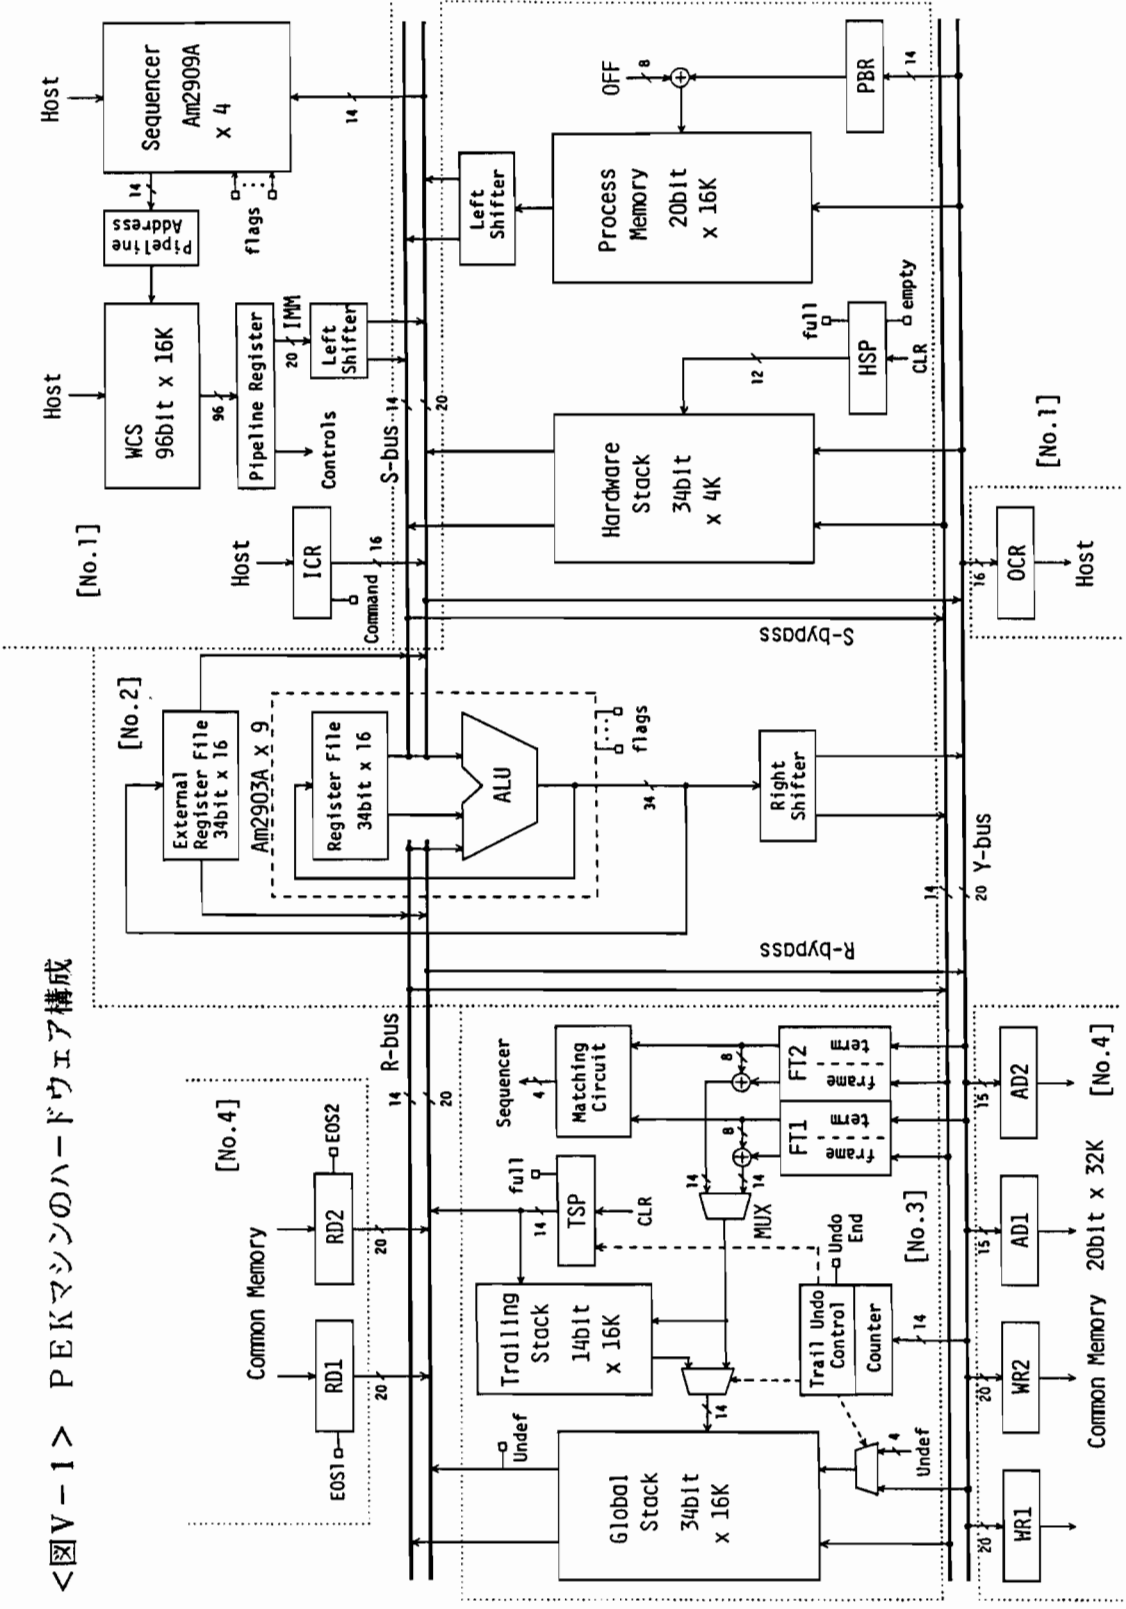 <図V-1> PEKマシンのハードウェア構成
[No.4]
Common Memory
EOS1
RD1
20
RD2
EOS2
20
R-bus
14
20
[No.2]
External
Register File
34bit x 16
Am2903A x 9
Register File
34bit x 16
ALU
flags
34
Right
Shifter
R-bypass
S-bypass
14
20
Y-bus
[No.1]
Host
ICR
Command
16
Host
WCS
96bit x 16K
96
Pipeline Register
Controls
20
IMM
Left
Shifter
Pipeline
Address
14
Host
Sequencer
Am2909A
x 4
flags
14
S-bus
14
20
Undef
Global
Stack
34bit
x 16K
14
Undef
4
Trailing
Stack
14bit
x 16K
Trail Undo
Control
Counter
14
Undo
End
TSP
full
14
CLR
MUX
14
14
Sequencer
4
Matching
Circuit
8
8
FT1
frame
term
FT2
frame
term
[No.3]
Hardware
Stack
34bit
x 4K
12
HSP
full
empty
CLR
Left
Shifter
Process
Memory
20bit
x 16K
OFF
8
PBR
14
20
WR1
20
WR2
15
AD1
15
AD2
Common Memory 20bit x 32K
[No.4]
16
OCR
Host
[No.1]